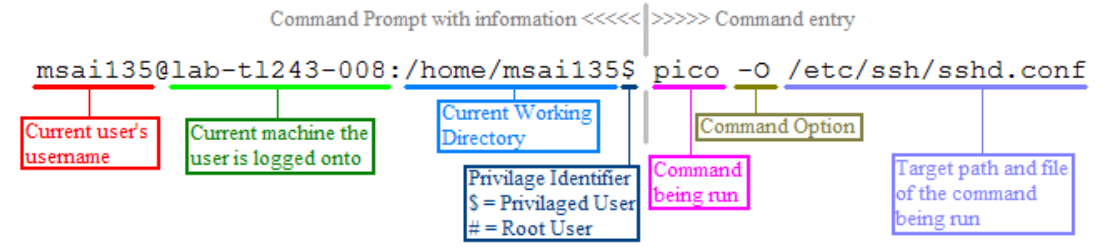 Command Prompt with information <<<<< >>>>> Command entry
msai135@lab-tl243-008:/home/msai135$ pico -O /etc/ssh/sshd.conf
Current user's
username
Current machine the
user is logged onto
Current Working
Directory
Privilage Identifier
$ = Privilaged User
# = Root User
Command
being run
Command Option
Target path and file
of the command
being run